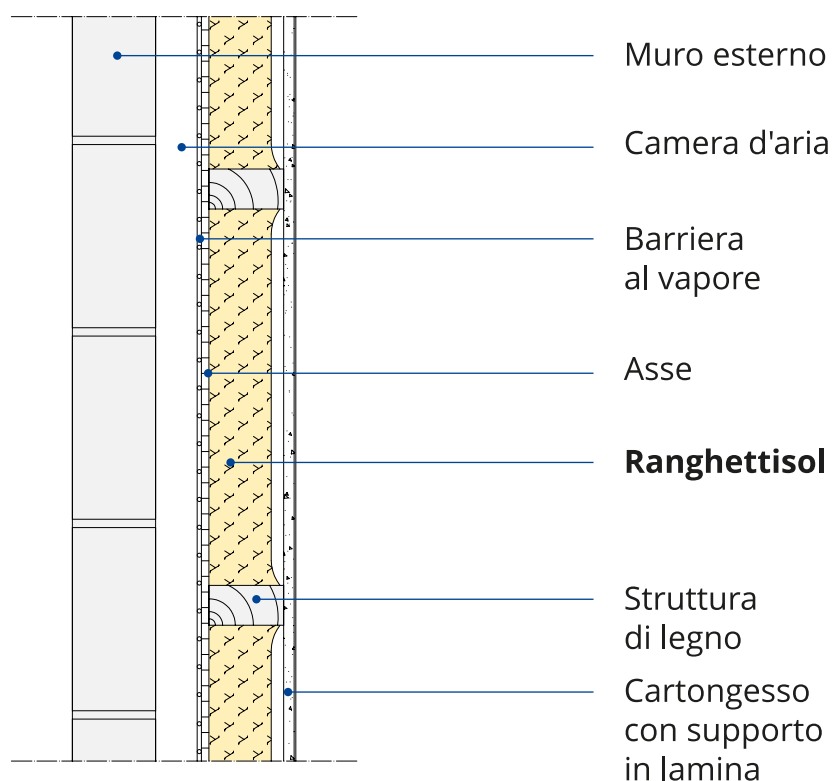 Muro esterno
Camera d'aria
Barriera
al vapore
Asse
Ranghettisol
Struttura
di legno
Cartongesso
con supporto
in lamina